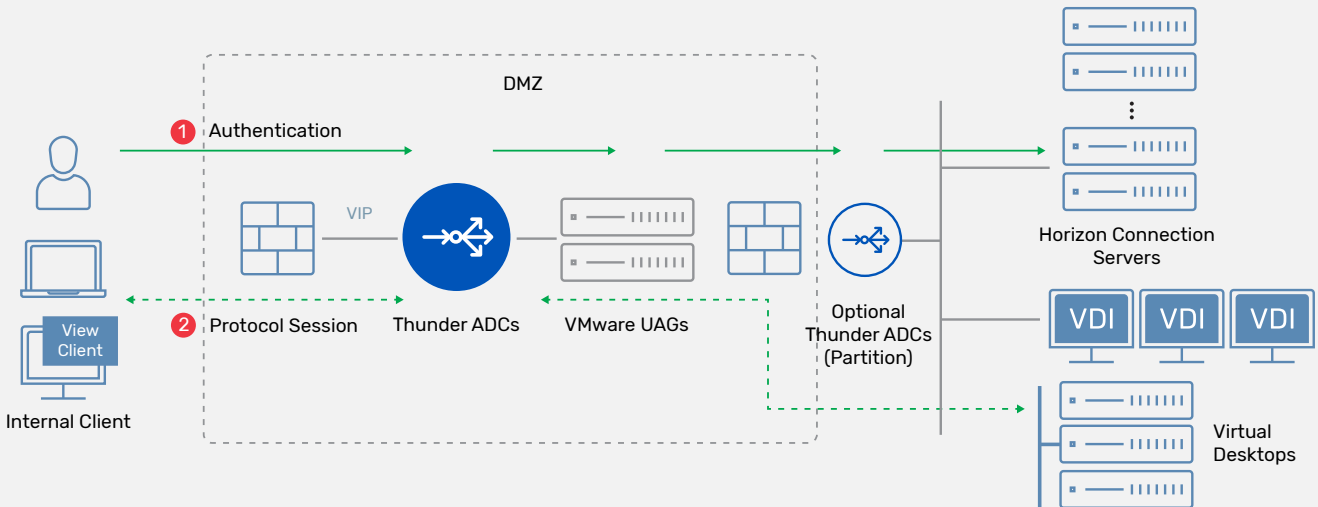 DMZ
1 Authentication
VIP
2 Protocol Session
Thunder ADCs
VMware UAGs
Optional
Thunder ADCs
(Partition)
View
Client
Internal Client
Horizon Connection
Servers
VDI
VDI
VDI
Virtual
Desktops